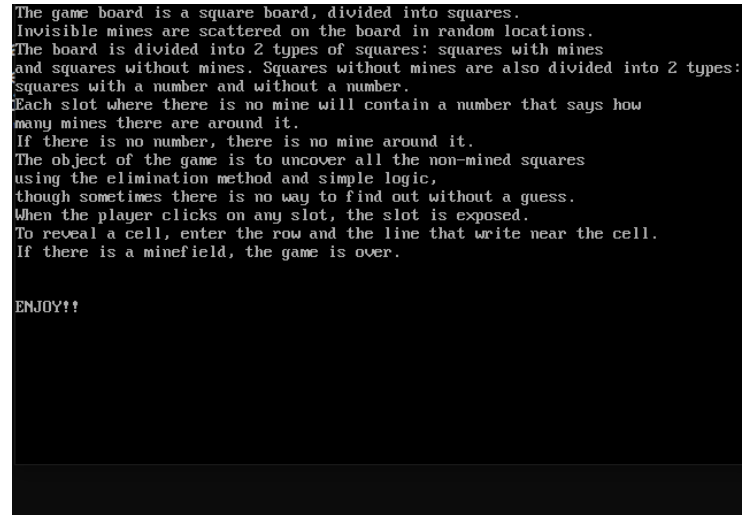 The game board is a square board, divided into squares.
Invisible mines are scattered on the board in random locations.
The board is divided into 2 types of squares: squares with mines
and squares without mines. Squares without mines are also divided into 2 types:
squares with a number and without a number.
Each slot where there is no mine will contain a number that says how
many mines there are around it.
If there is no number, there is no mine around it.
The object of the game is to uncover all the non-mined squares
using the elimination method and simple logic,
though sometimes there is no way to find out without a guess.
When the player clicks on any slot, the slot is exposed.
To reveal a cell, enter the row and the line that write near the cell.
If there is a minefield, the game is over.
ENJOY!!